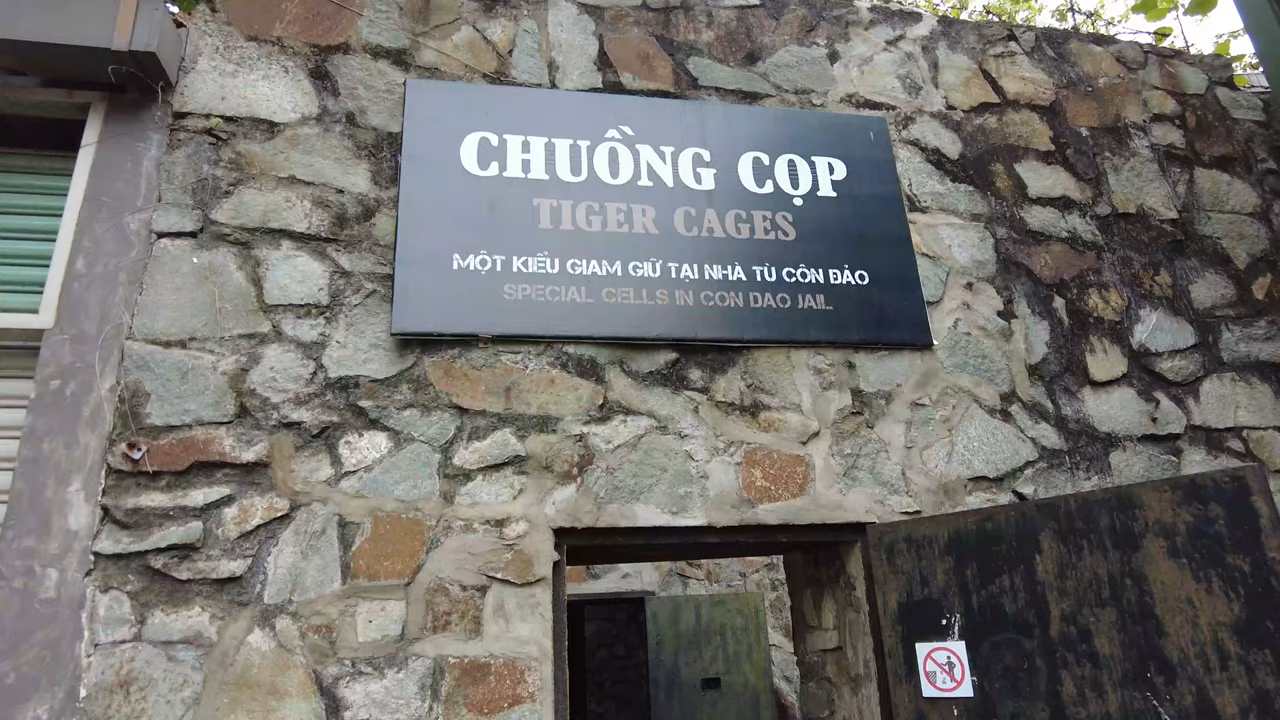 CHUỒNG CỌP
TIGER CAGES
MỘT KIỂU GIAM GIỮ TẠI NHÀ TÙ CÔN ĐẢO
SPECIAL CELLS IN CON DAO JAIL